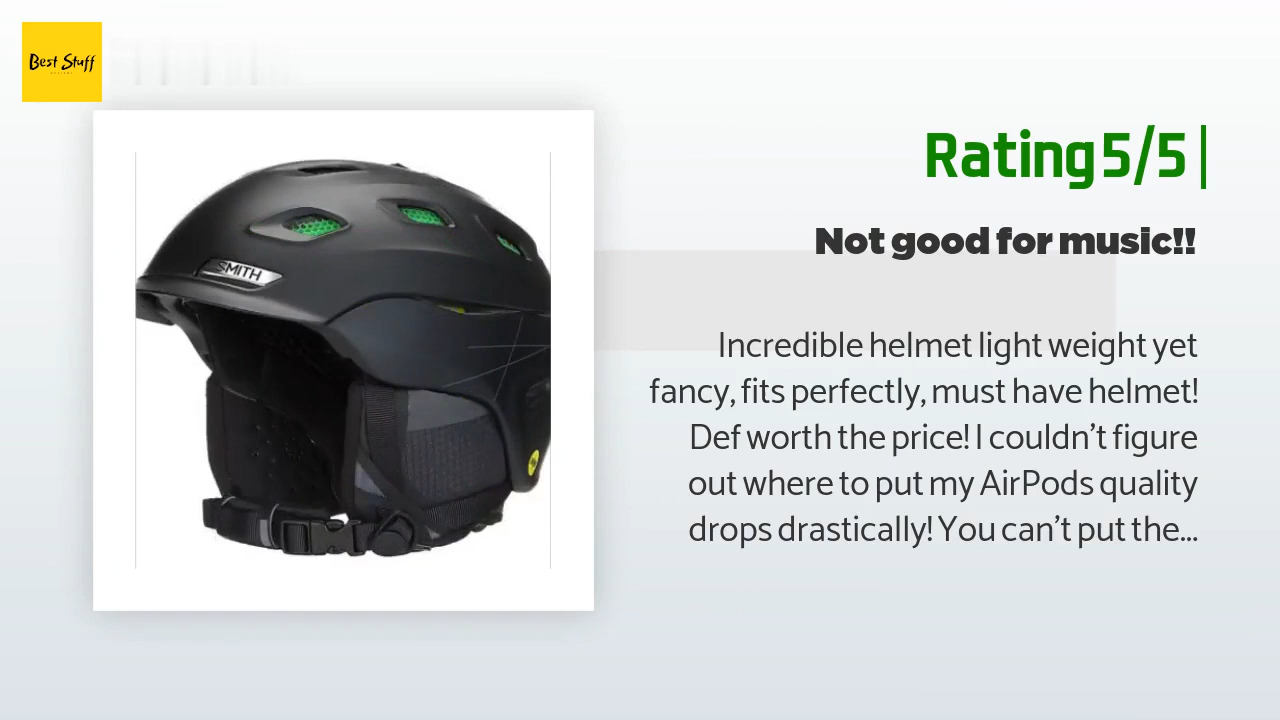 Best Stuff
Rating 5/5 |
Not good for music!!
SMITH
Incredible helmet light weight yet
fancy, fits perfectly, must have helmet!
Def worth the price! I couldn't figure
out where to put my AirPods quality
drops drastically! You can't put the...